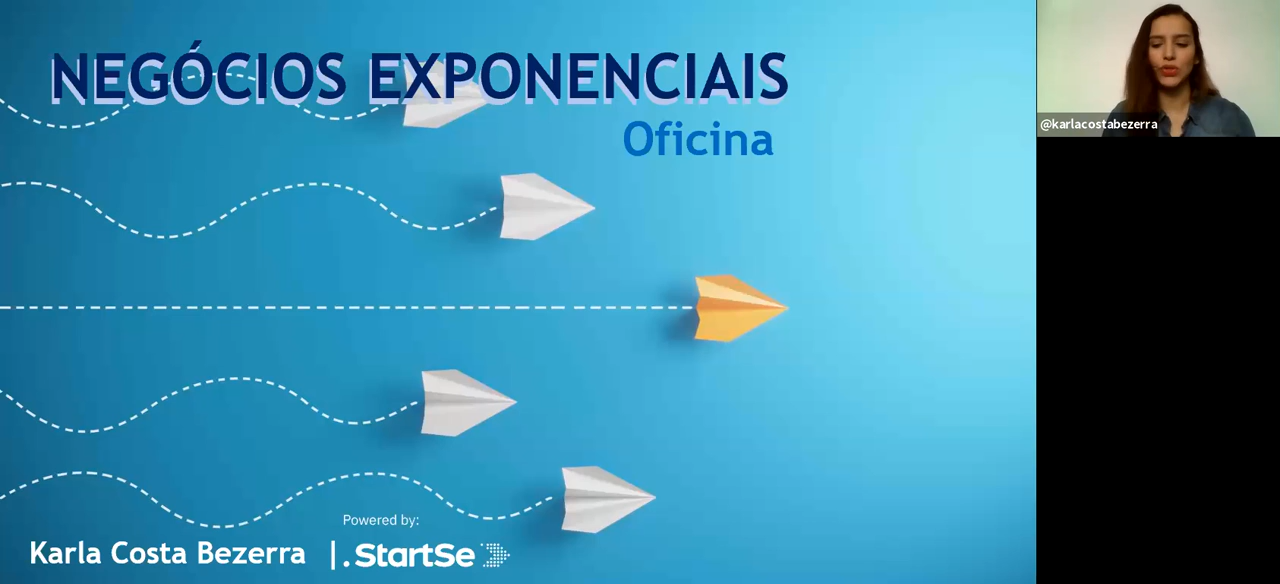 NEGÓCIOS EXPONENCIAIS
Oficina
@karlacostabezerra
Powered by:
Karla Costa Bezerra |. StartSe